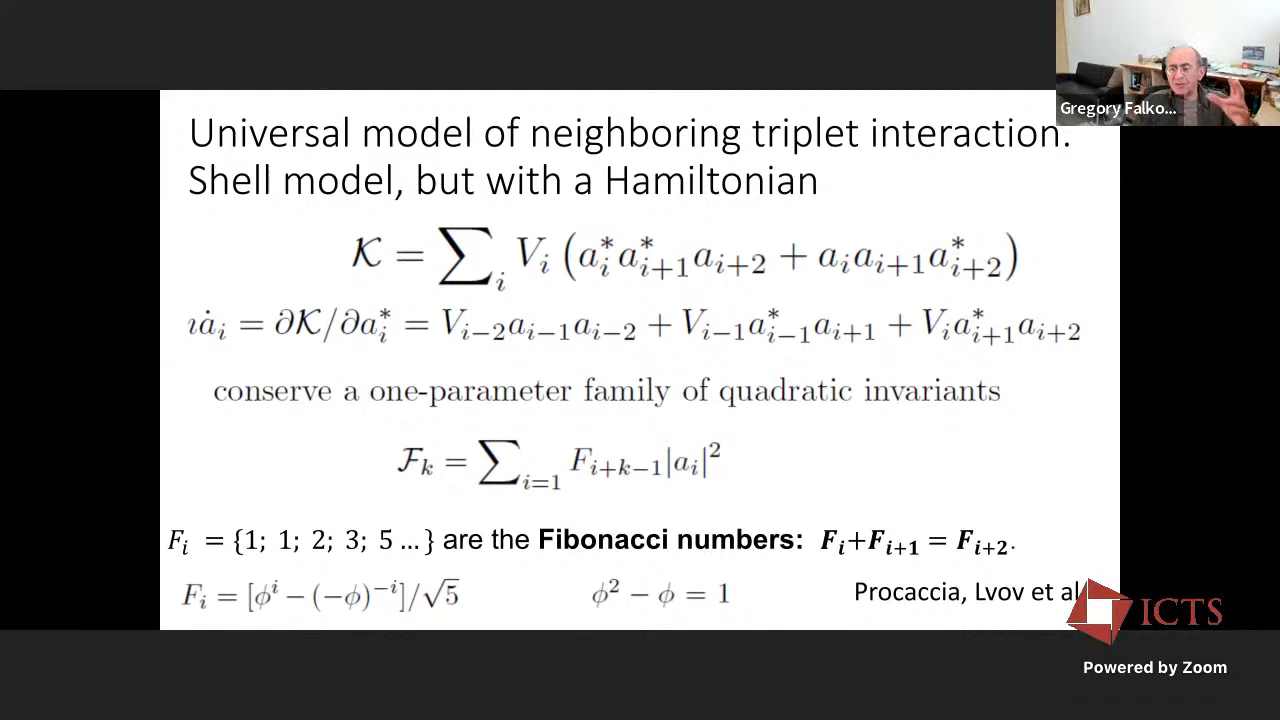 Gregory Falko...
Universal model of neighboring triplet interaction.
Shell model, but with a Hamiltonian
𝒦 = ∑_i V_i (a_i^* a_{i+1}^* a_{i+2} + a_i a_{i+1} a_{i+2}^*)
ıȧ_i = ∂𝒦/∂a_i^* = V_{i−2}a_{i−1}a_{i−2} + V_{i−1}a_{i−1}^*a_{i+1} + V_i a_{i+1}^*a_{i+2}
conserve a one-parameter family of quadratic invariants
ℱ_k = ∑_{i=1} F_{i+k−1}|a_i|^2
F_i = {1; 1; 2; 3; 5 ...} are the Fibonacci numbers: F_i+F_{i+1} = F_{i+2}.
F_i = [ϕ^i − (−ϕ)^{−i}]/√5 ϕ^2 − ϕ = 1 Procaccia, Lvov et al
ICTS
Powered by Zoom